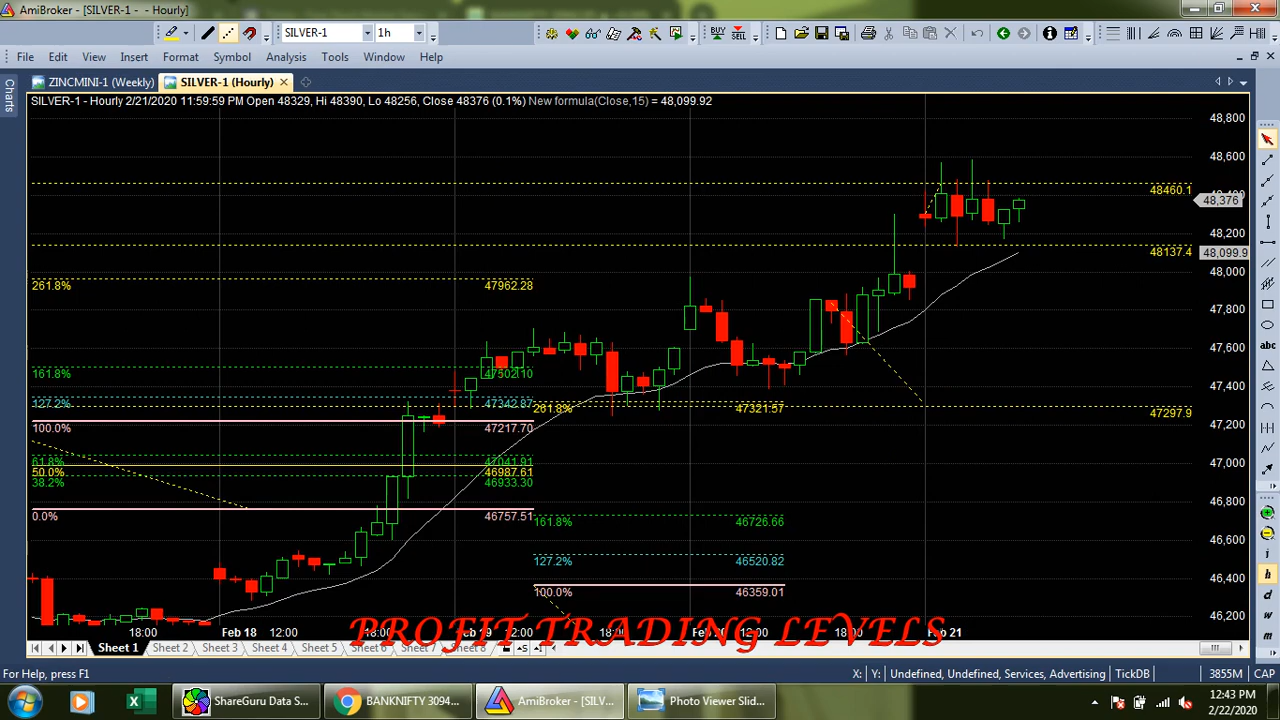 AmiBroker - [SILVER-1 - - Hourly]
SILVER-1 1h BUY SELL
File Edit View Insert Format Symbol Analysis Tools Window Help
ZINCMINI-1 (Weekly) SILVER-1 (Hourly)
Charts
SILVER-1 - Hourly 2/21/2020 11:59:59 PM Open 48329, Hi 48390, Lo 48256, Close 48376 (0.1%) New formula(Close,15) = 48,099.92
48,800
48,600
48460.1
48,400
48,376
48,200
48137.4
48,099.9
48,000
261.8% 47962.28
47,800
47,600
161.8% 47502.10
47,400
127.2% 47342.87
261.8% 47321.57
47297.9
100.0% 47217.70
47,200
61.8% 47041.91
47,000
50.0% 46987.61
38.2% 46933.30
46,800
0.0% 46757.51
161.8% 46726.66
46,600
127.2% 46520.82
46,400
100.0% 46359.01
46,200
18:00 Feb 18 12:00 18:00 Feb 19 12:00 18:00 Feb 20 12:00 18:00 Feb 21
PROFIT TRADING LEVELS
Sheet 1 Sheet 2 Sheet 3 Sheet 4 Sheet 5 Sheet 6 Sheet 7 Sheet 8
abc
i
h
d
w
m
For Help, press F1 X: Y: Undefined, Undefined, Services, Advertising TickDB 3855M CAP
ShareGuru Data S... BANKNIFTY 3094... AmiBroker - [SILV... Photo Viewer Slid...
12:43 PM
2/22/2020